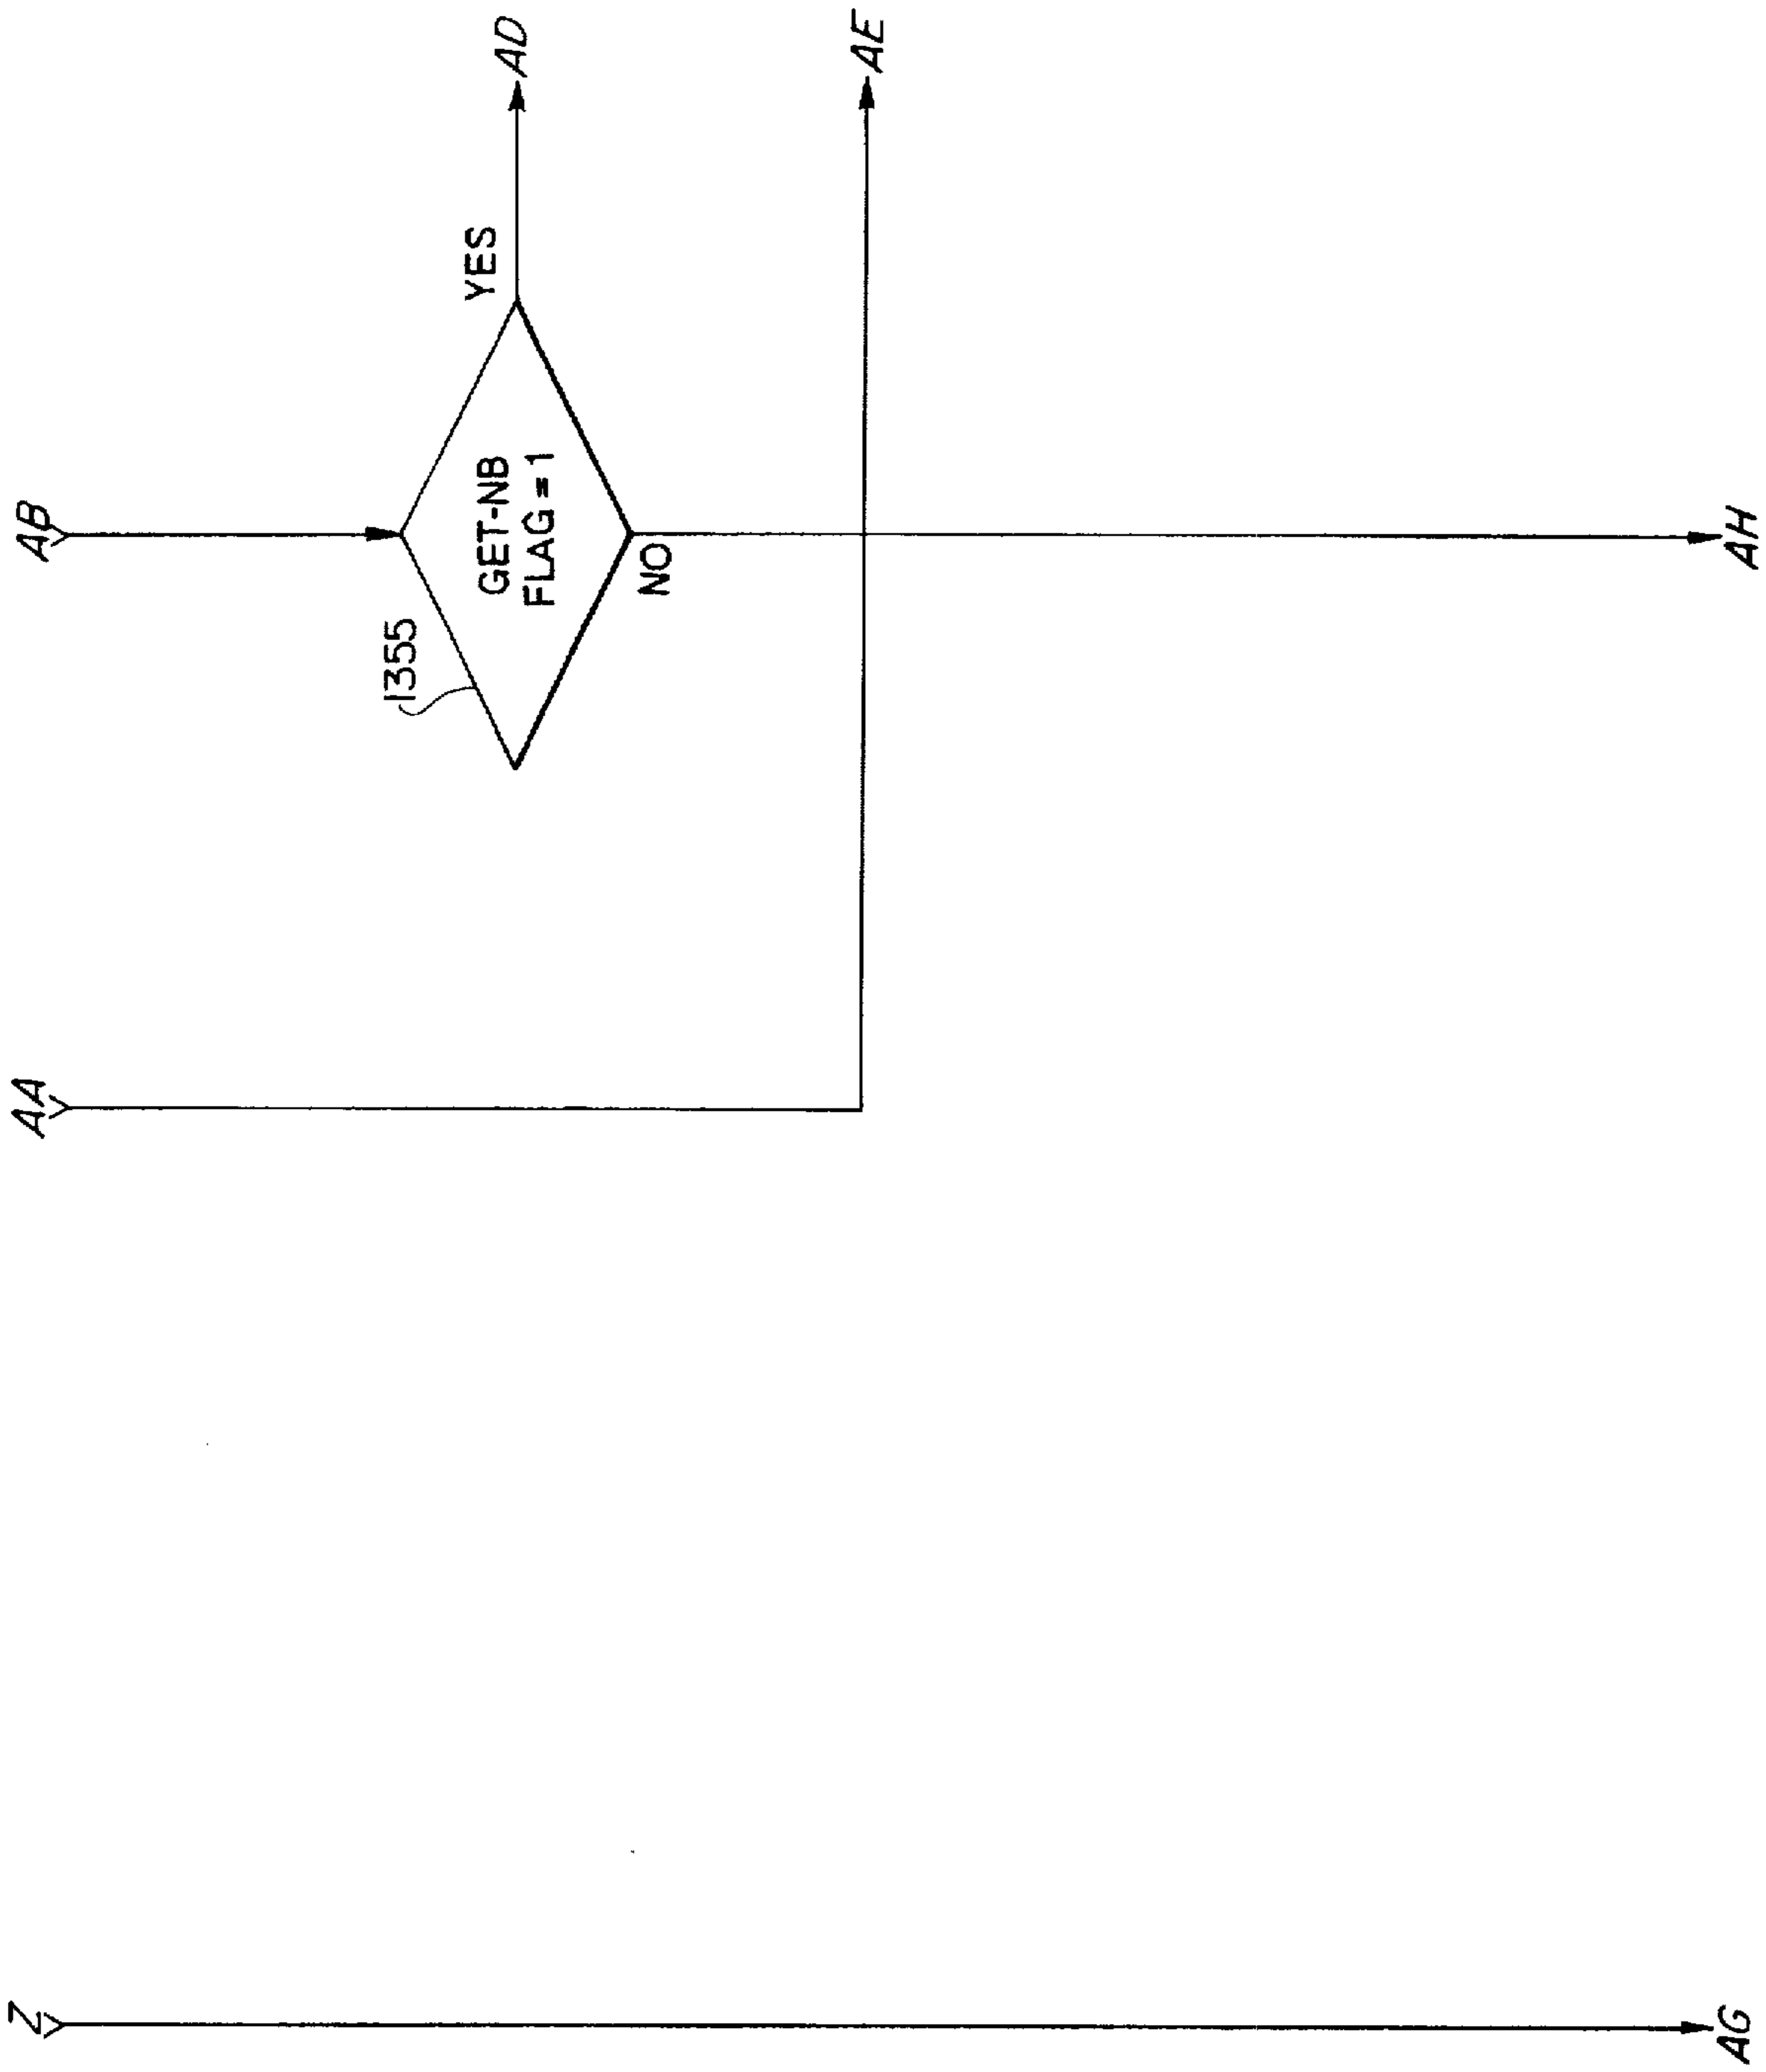 Z
AA
AB
1355
GET-NB
FLAG = 1
YES
NO
AD
AE
AG
AH